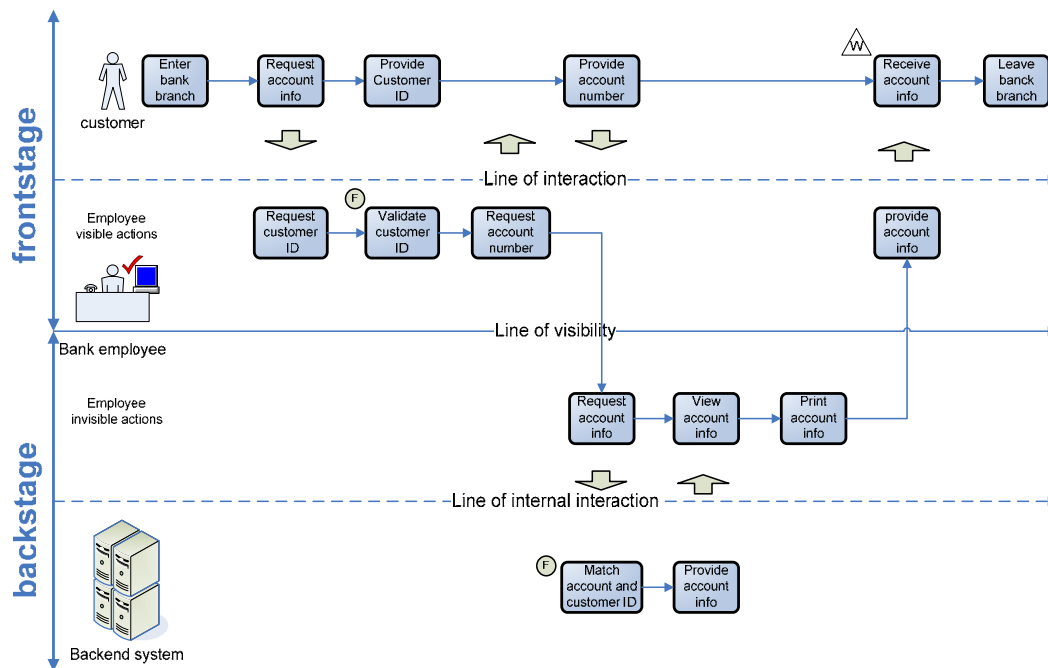 frontstage
backstage
customer
Enter
bank
branch
Request
account
info
Provide
Customer
ID
Provide
account
number
W
Receive
account
info
Leave
banck
branch
Line of interaction
Employee
visible actions
Request
customer
ID
F
Validate
customer
ID
Request
account
number
provide
account
info
Line of visibility
Bank employee
Employee
invisible actions
Request
account
info
View
account
info
Print
account
info
Line of internal interaction
F
Match
account and
customer ID
Provide
account
info
Backend system